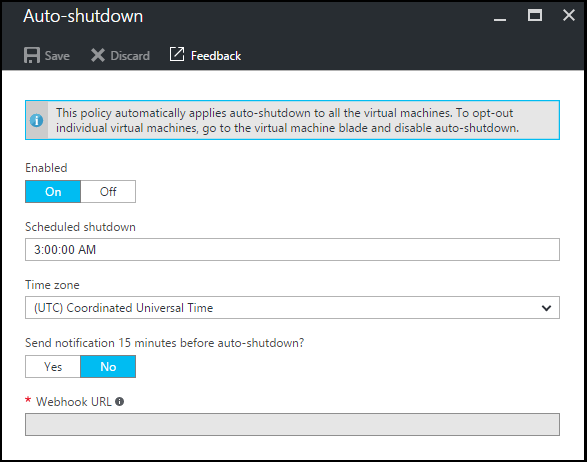 Auto-shutdown
Save Discard Feedback
This policy automatically applies auto-shutdown to all the virtual machines. To opt-out
individual virtual machines, go to the virtual machine blade and disable auto-shutdown.
Enabled
On Off
Scheduled shutdown
3:00:00 AM
Time zone
(UTC) Coordinated Universal Time
Send notification 15 minutes before auto-shutdown?
Yes No
* Webhook URL